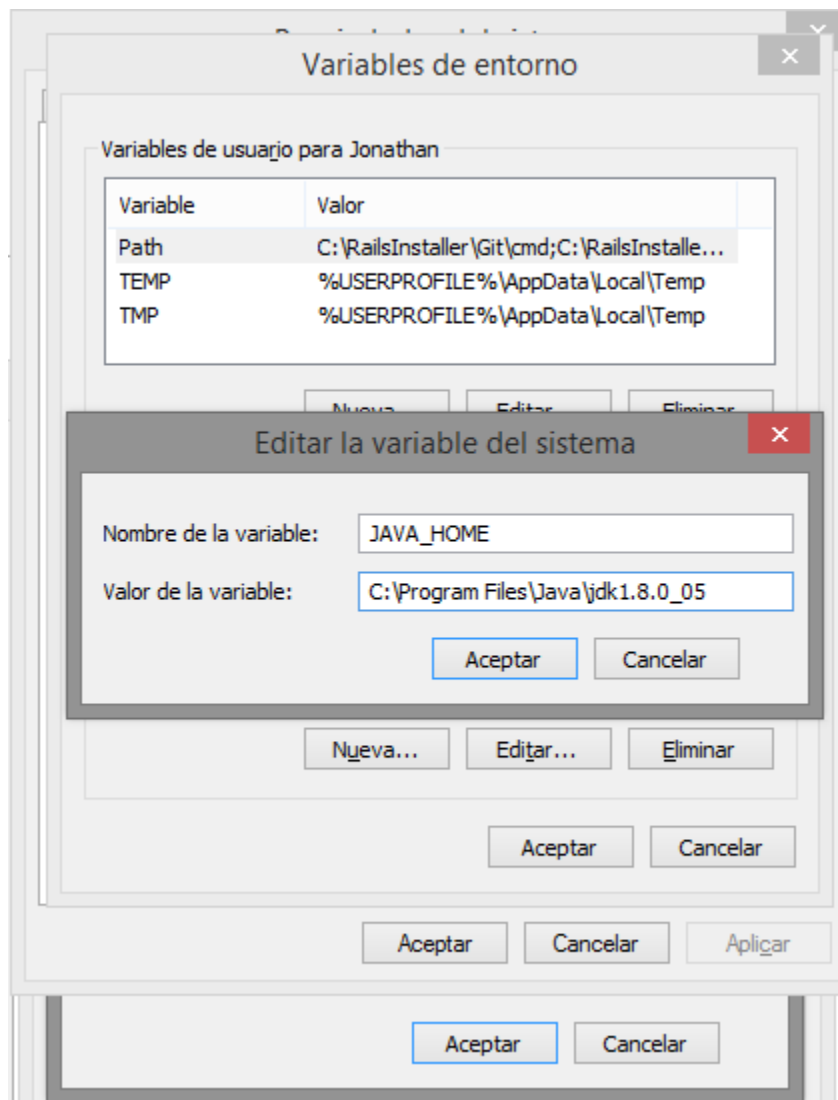 Variables de entorno
Variables de usuario para Jonathan
Variable Valor
Path C:\RailsInstaller\Git\cmd;C:\RailsInstalle...
TEMP %USERPROFILE%\AppData\Local\Temp
TMP %USERPROFILE%\AppData\Local\Temp
Nueva... Editar... Eliminar
Editar la variable del sistema
Nombre de la variable: JAVA_HOME
Valor de la variable: C:\Program Files\Java\jdk1.8.0_05
Aceptar Cancelar
Nueva... Editar... Eliminar
Aceptar Cancelar
Aceptar Cancelar Aplicar
Aceptar Cancelar